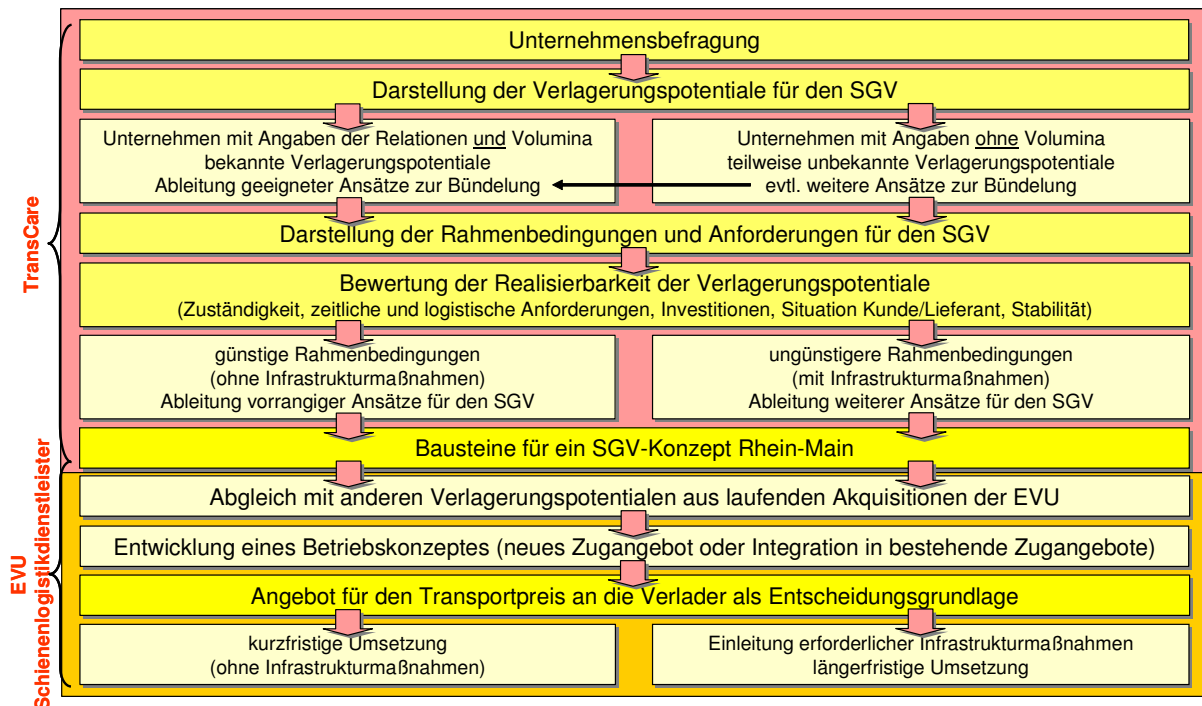 Unternehmensbefragung
Darstellung der Verlagerungspotentiale für den SGV
Unternehmen mit Angaben der Relationen und Volumina
bekannte Verlagerungspotentiale
Ableitung geeigneter Ansätze zur Bündelung
Unternehmen mit Angaben ohne Volumina
teilweise unbekannte Verlagerungspotentiale
evtl. weitere Ansätze zur Bündelung
Darstellung der Rahmenbedingungen und Anforderungen für den SGV
Bewertung der Realisierbarkeit der Verlagerungspotentiale
(Zuständigkeit, zeitliche und logistische Anforderungen, Investitionen, Situation Kunde/Lieferant, Stabilität)
günstige Rahmenbedingungen
(ohne Infrastrukturmaßnahmen)
Ableitung vorrangiger Ansätze für den SGV
ungünstigere Rahmenbedingungen
(mit Infrastrukturmaßnahmen)
Ableitung weiterer Ansätze für den SGV
Bausteine für ein SGV-Konzept Rhein-Main
TransCare
Abgleich mit anderen Verlagerungspotentialen aus laufenden Akquisitionen der EVU
Entwicklung eines Betriebskonzeptes (neues Zugangebot oder Integration in bestehende Zugangebote)
Angebot für den Transportpreis an die Verlader als Entscheidungsgrundlage
kurzfristige Umsetzung
(ohne Infrastrukturmaßnahmen)
Einleitung erforderlicher Infrastrukturmaßnahmen
längerfristige Umsetzung
EVU
Schienenlogistikdienstleister